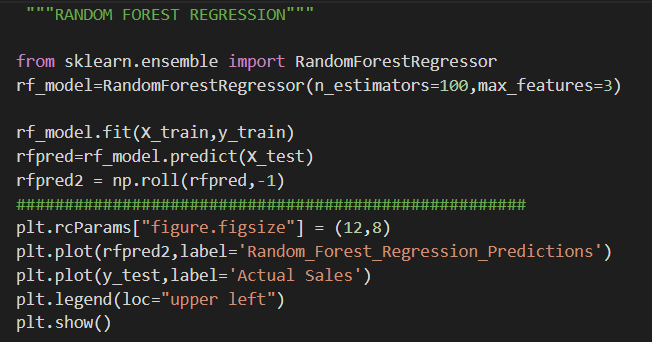 """RANDOM FOREST REGRESSION"""
from sklearn.ensemble import RandomForestRegressor
rf_model=RandomForestRegressor(n_estimators=100,max_features=3)
rf_model.fit(X_train,y_train)
rfpred=rf_model.predict(X_test)
rfpred2 = np.roll(rfpred,-1)
#####################################################
plt.rcParams["figure.figsize"] = (12,8)
plt.plot(rfpred2,label='Random_Forest_Regression_Predictions')
plt.plot(y_test,label='Actual Sales')
plt.legend(loc="upper left")
plt.show()